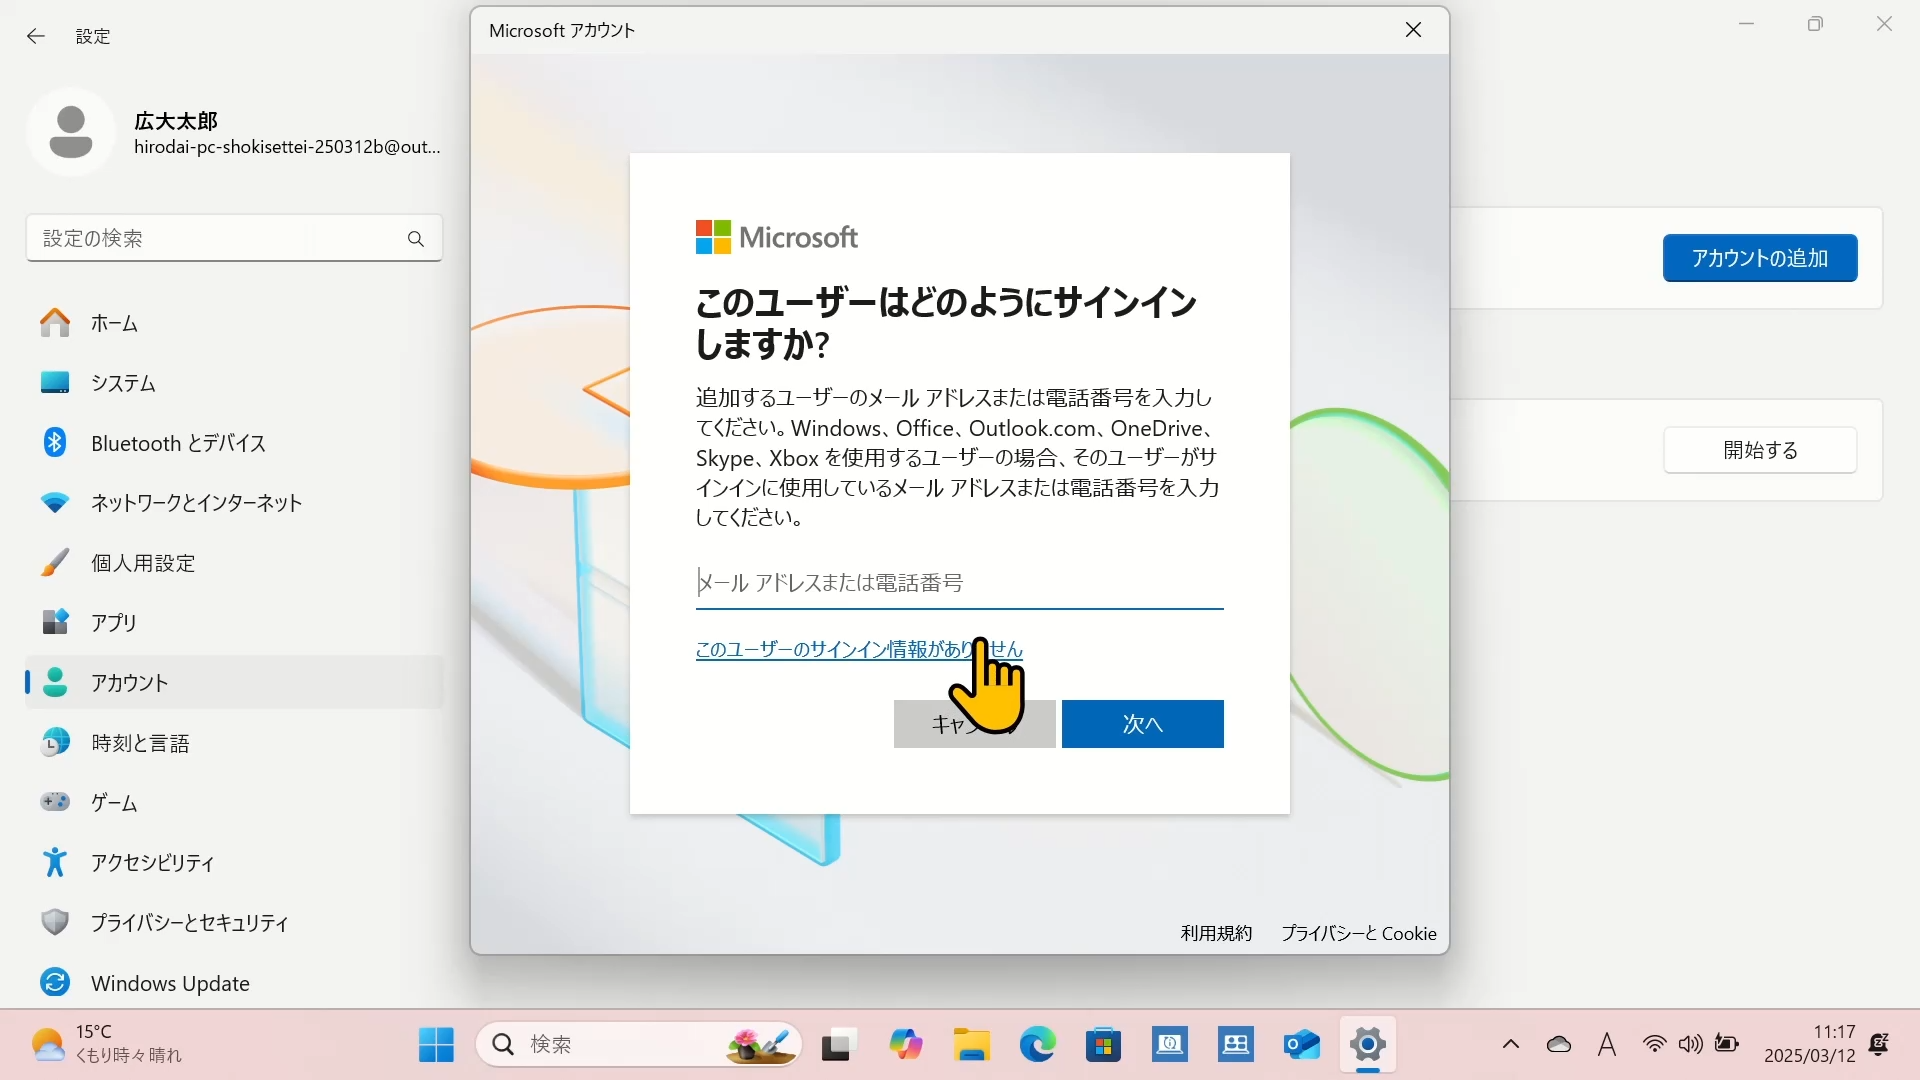 設定
広大太郎
hirodai-pc-shokisettei-250312b@out...
設定の検索
ホーム
システム
Bluetooth とデバイス
ネットワークとインターネット
個人用設定
アプリ
アカウント
時刻と言語
ゲーム
アクセシビリティ
プライバシーとセキュリティ
Windows Update
Microsoft アカウント
Microsoft
このユーザーはどのようにサインイン
しますか?
追加するユーザーのメール アドレスまたは電話番号を入力し
てください。Windows、Office、Outlook.com、OneDrive、
Skype、Xbox を使用するユーザーの場合、そのユーザーがサ
インインに使用しているメール アドレスまたは電話番号を入力
してください。
メール アドレスまたは電話番号
このユーザーのサインイン情報があり せん
キャン
次へ
利用規約
プライバシーと Cookie
アカウントの追加
開始する
15°C
くもり時々晴れ
検索
A
11:17
2025/03/12